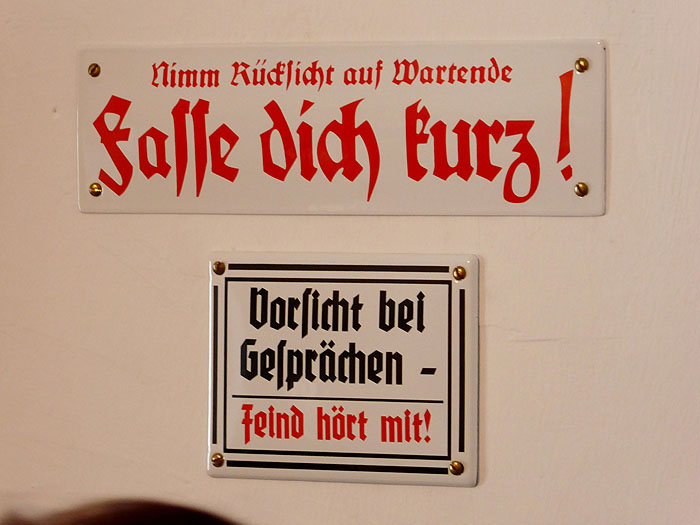 Nimm Rücksicht auf Wartende
Fasse dich kurz!
Vorsicht bei
Gesprächen -
Feind hört mit!